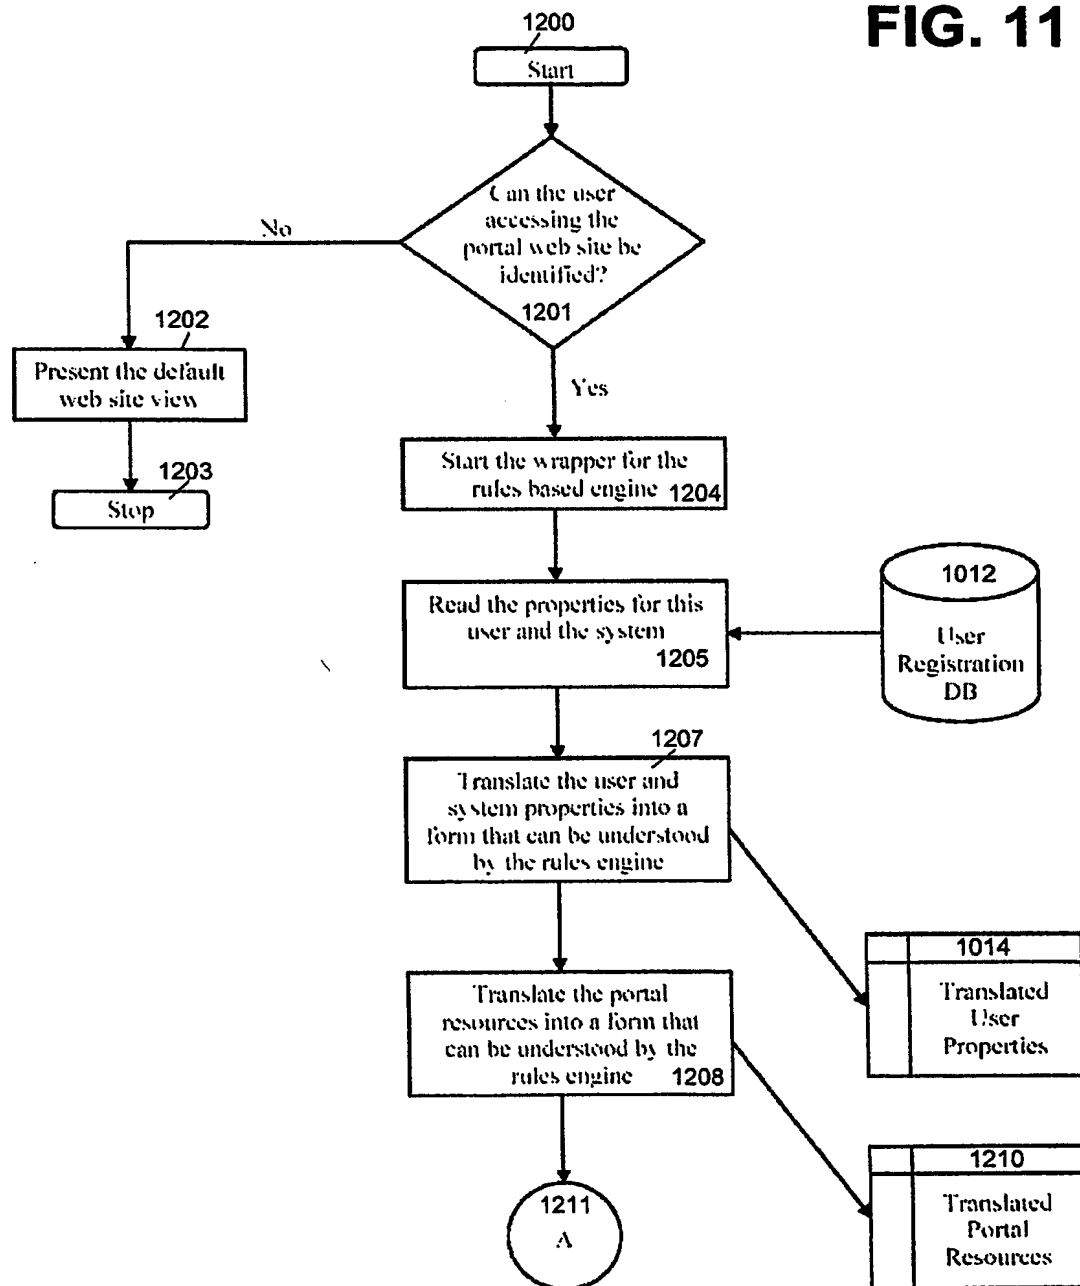 FIG. 11
1200
Start
Can the user
accessing the
portal web site be
identified?
1201
No
Yes
1202
Present the default
web site view
1203
Stop
Start the wrapper for the
rules based engine 1204
Read the properties for this
user and the system
1205
1012
User
Registration
DB
1207
Translate the user and
system properties into a
form that can be understood
by the rules engine
1014
Translated
User
Properties
Translate the portal
resources into a form that
can be understood by the
rules engine 1208
1210
Translated
Portal
Resources
1211
A